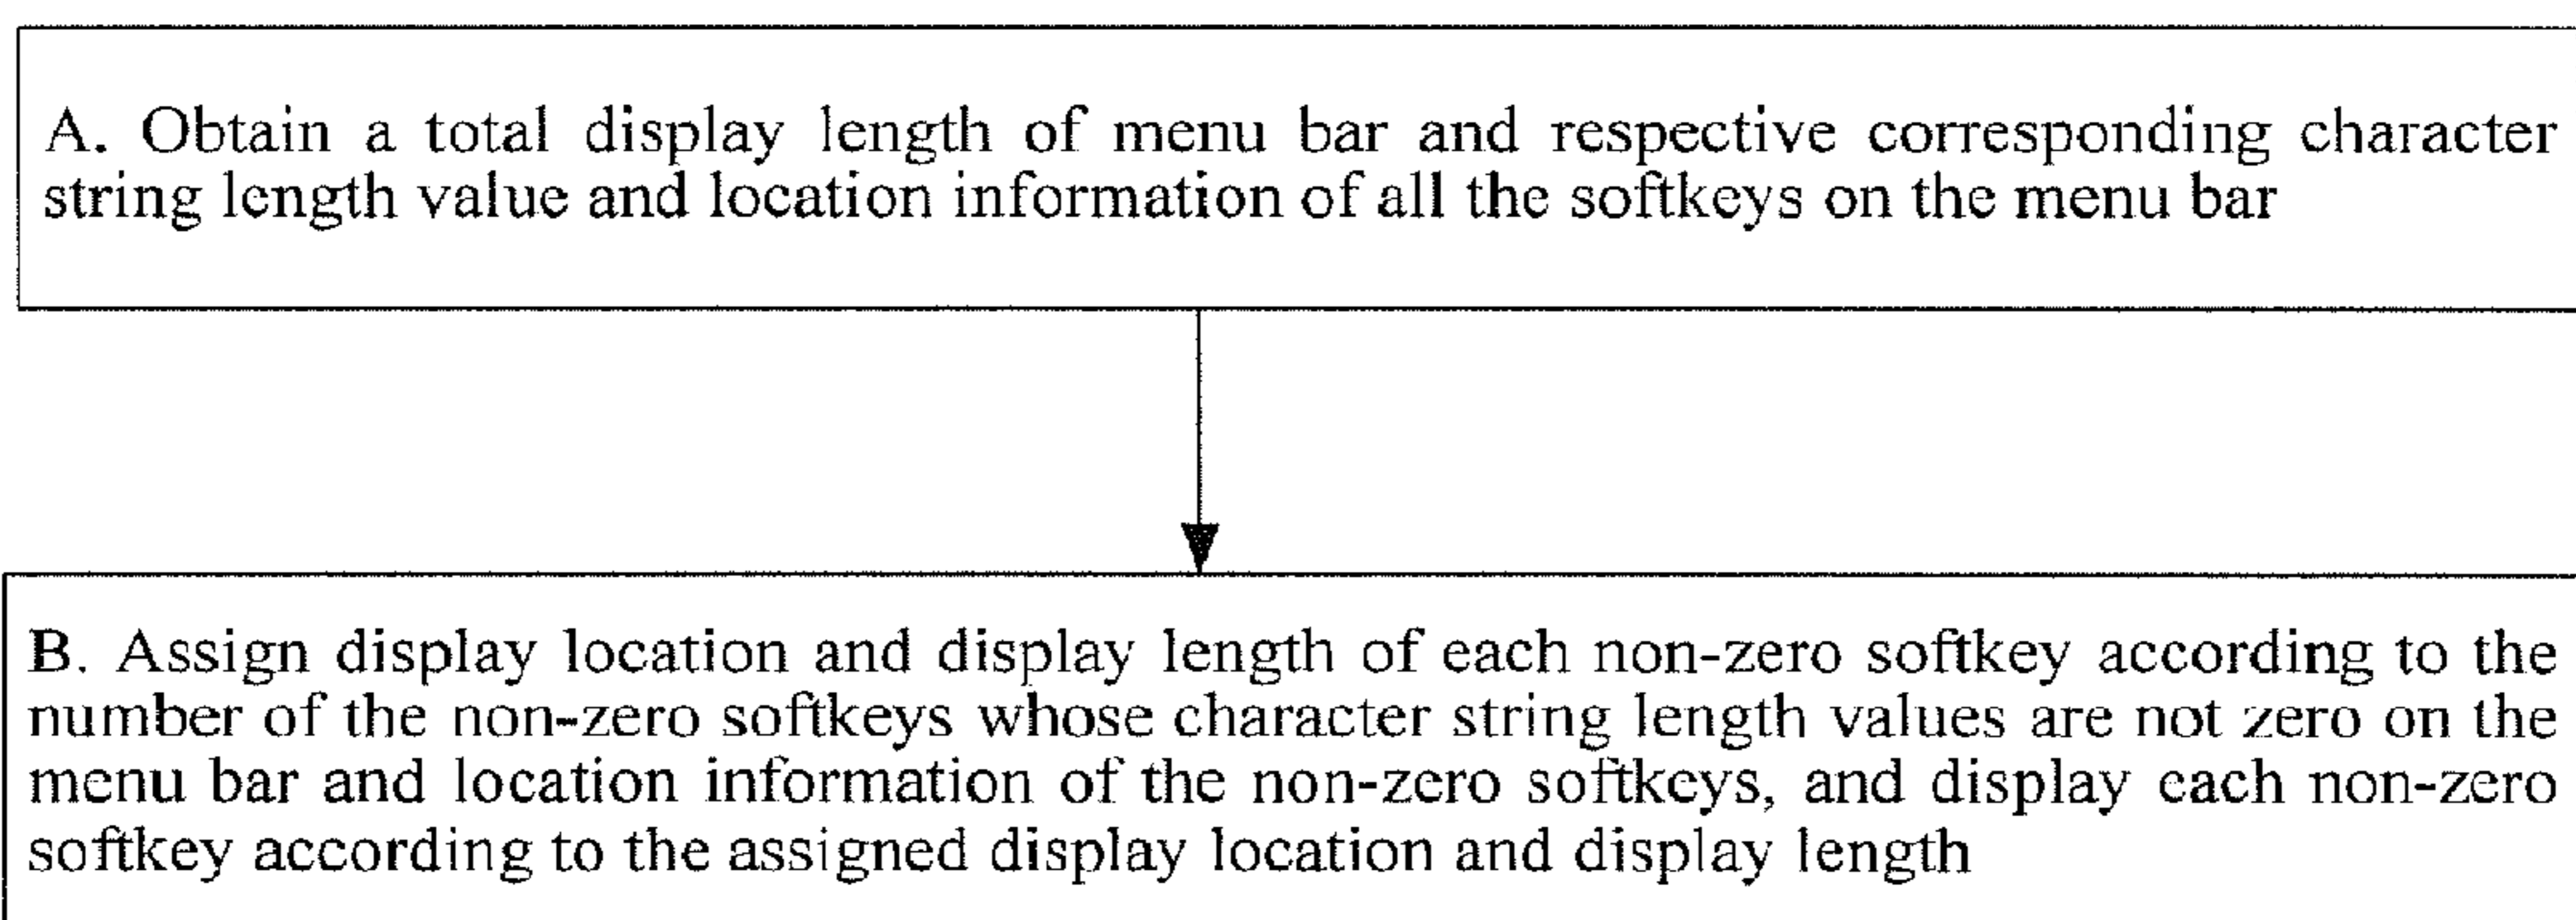 A. Obtain a total display length of menu bar and respective corresponding character
string length value and location information of all the softkeys on the menu bar
B. Assign display location and display length of each non-zero softkey according to the
number of the non-zero softkeys whose character string length values are not zero on the
menu bar and location information of the non-zero softkeys, and display each non-zero
softkey according to the assigned display location and display length